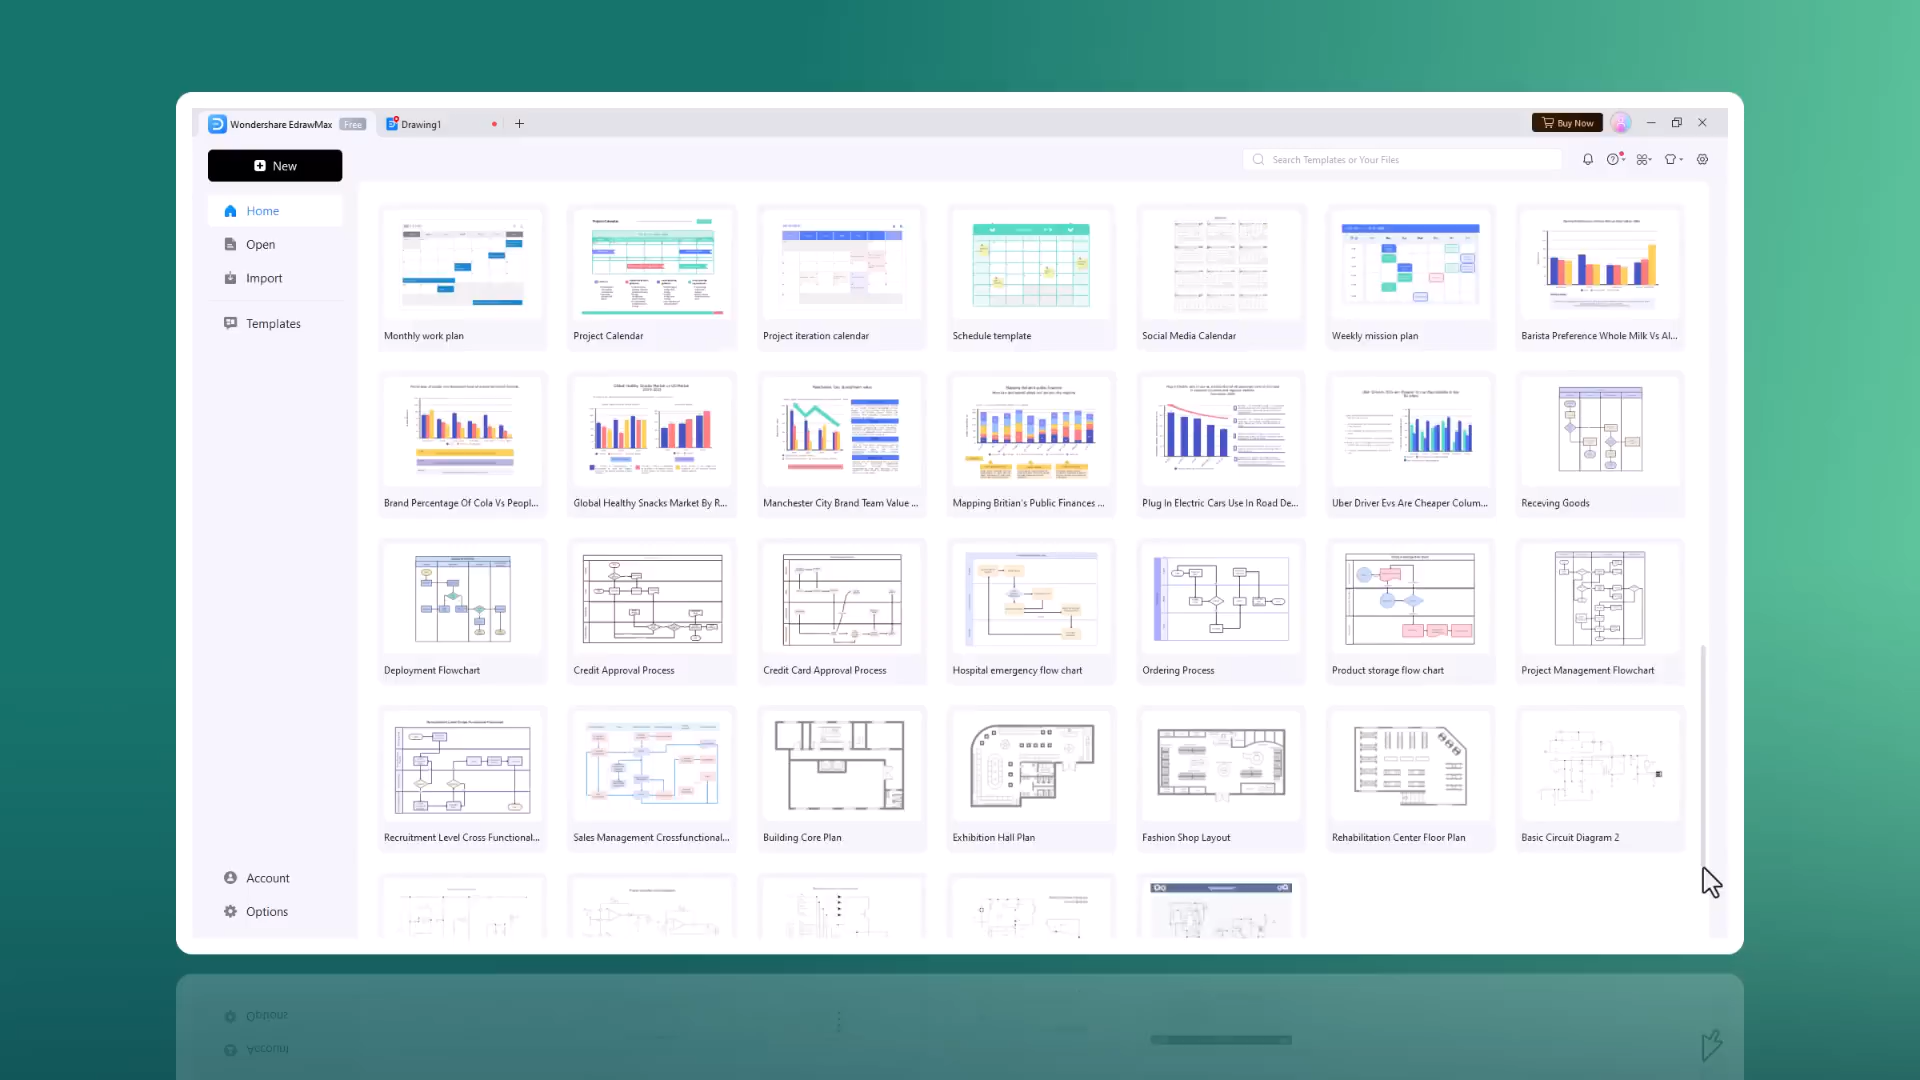 Wondershare EdrawMax Free
Drawing1
Buy Now
New
Search Templates or Your Files
Home
Open
Import
Templates
Monthly work plan
Project Calendar
Project iteration calendar
Schedule template
Social Media Calendar
Weekly mission plan
Barista Preference Whole Milk Vs Al...
Brand Percentage Of Cola Vs Peopl...
Global Healthy Snacks Market By R...
Manchester City Brand Team Value ...
Mapping Britian's Public Finances ...
Plug In Electric Cars Use In Road De...
Uber Driver Evs Are Cheaper Colum...
Receving Goods
Deployment Flowchart
Credit Approval Process
Credit Card Approval Process
Hospital emergency flow chart
Ordering Process
Product storage flow chart
Project Management Flowchart
Recruitment Level Cross Functional...
Sales Management Crossfunctional...
Building Core Plan
Exhibition Hall Plan
Fashion Shop Layout
Rehabilitation Center Floor Plan
Basic Circuit Diagram 2
Account
Options